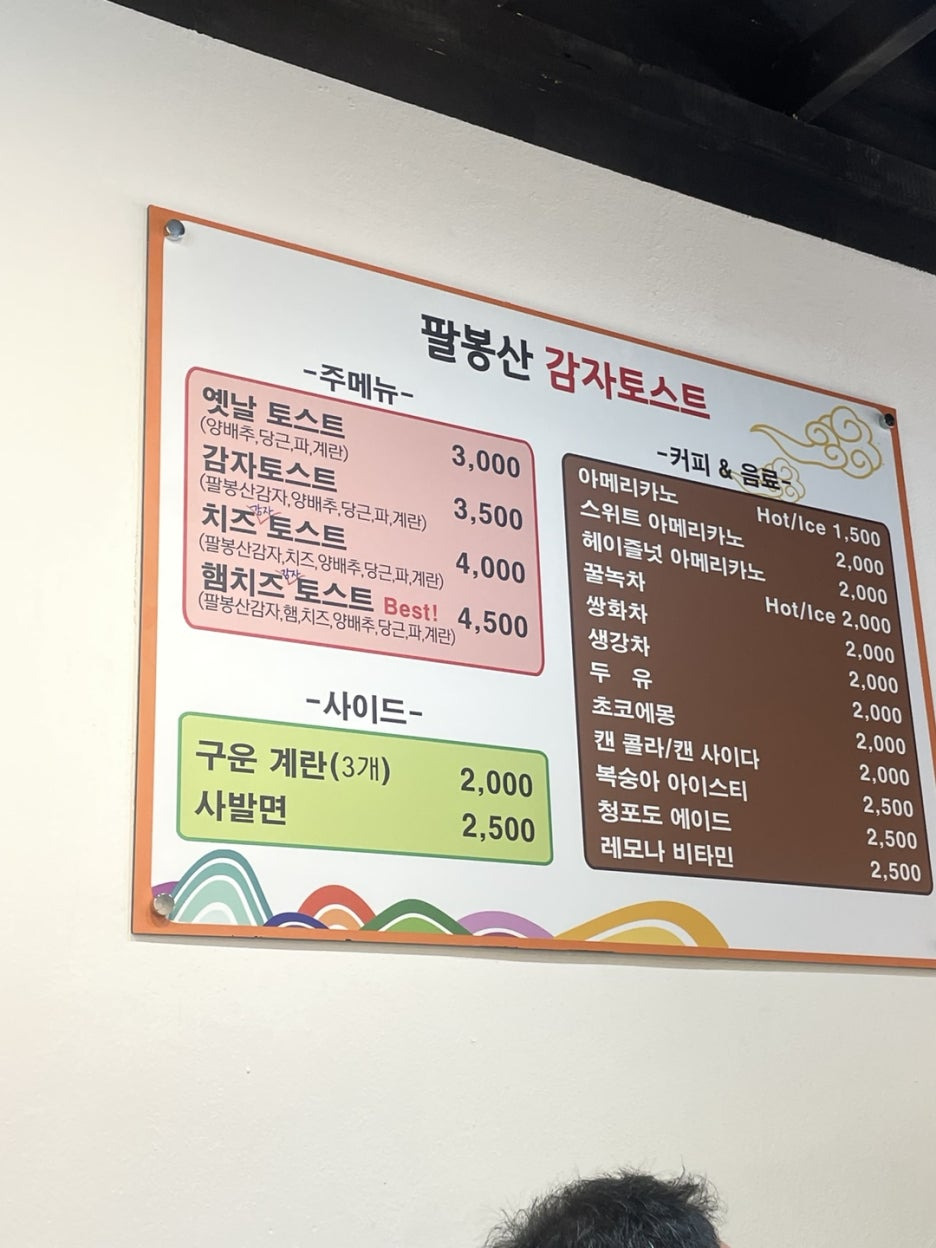 팔봉산 감자토스트
-주메뉴-
옛날 토스트 3,000
(양배추,당근,파,계란)
감자토스트 3,500
(팔봉산감자,양배추,당근,파,계란)
감자
치즈 토스트 4,000
(팔봉산감자,치즈,양배추,당근,파,계란)
감자
햄치즈 토스트 Best! 4,500
(팔봉산감자,햄,치즈,양배추,당근,파,계란)
-사이드-
구운 계란(3개) 2,000
사발면 2,500
-커피 & 음료-
아메리카노 Hot/Ice 1,500
스위트 아메리카노 2,000
헤이즐넛 아메리카노 2,000
꿀녹차 Hot/Ice 2,000
쌍화차 2,000
생강차 2,000
두 유 2,000
초코에몽 2,000
캔 콜라/캔 사이다 2,000
복숭아 아이스티 2,500
청포도 에이드 2,500
레모나 비타민 2,500